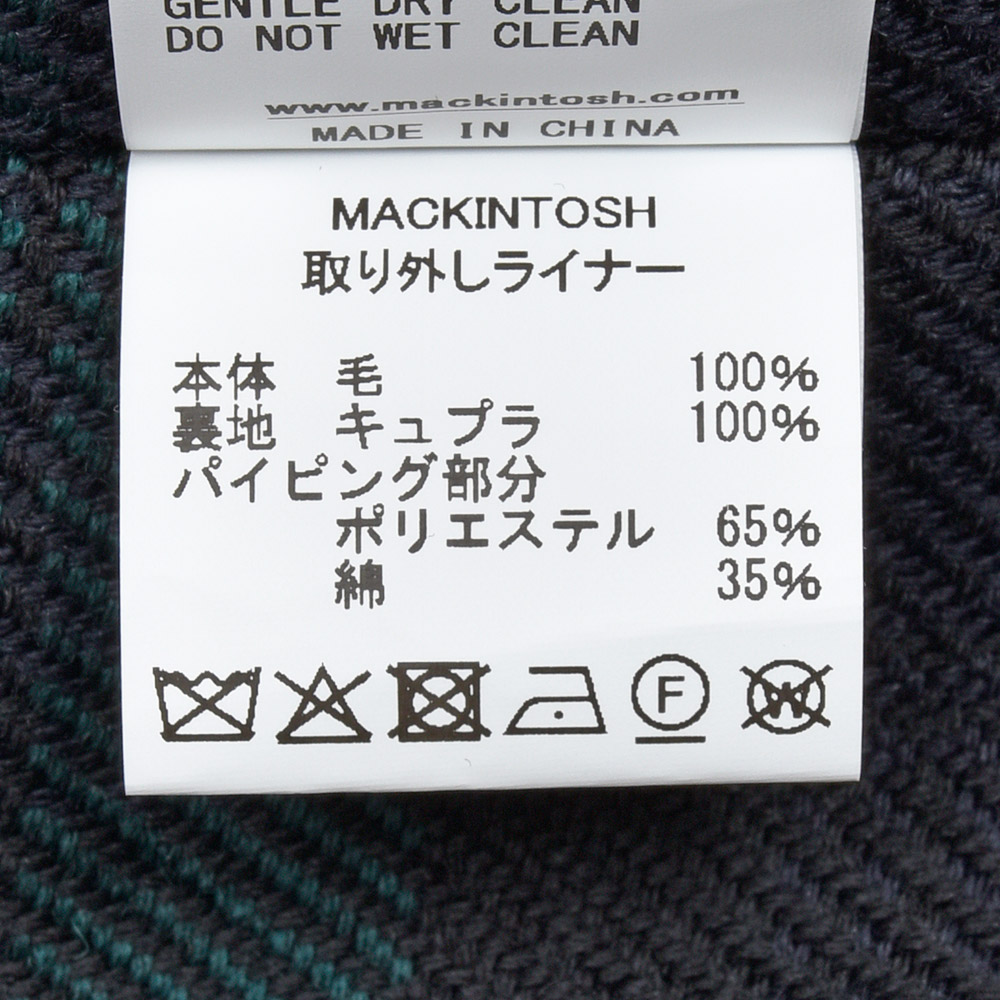 GENTLE DRY CLEAN
DO NOT WET CLEAN
www.mackintosh.com
MADE IN CHINA
MACKINTOSH
取り外しライナー
本体 毛 100%
裏地 キュプラ 100%
パイピング部分
ポリエステル 65%
綿 35%
F W